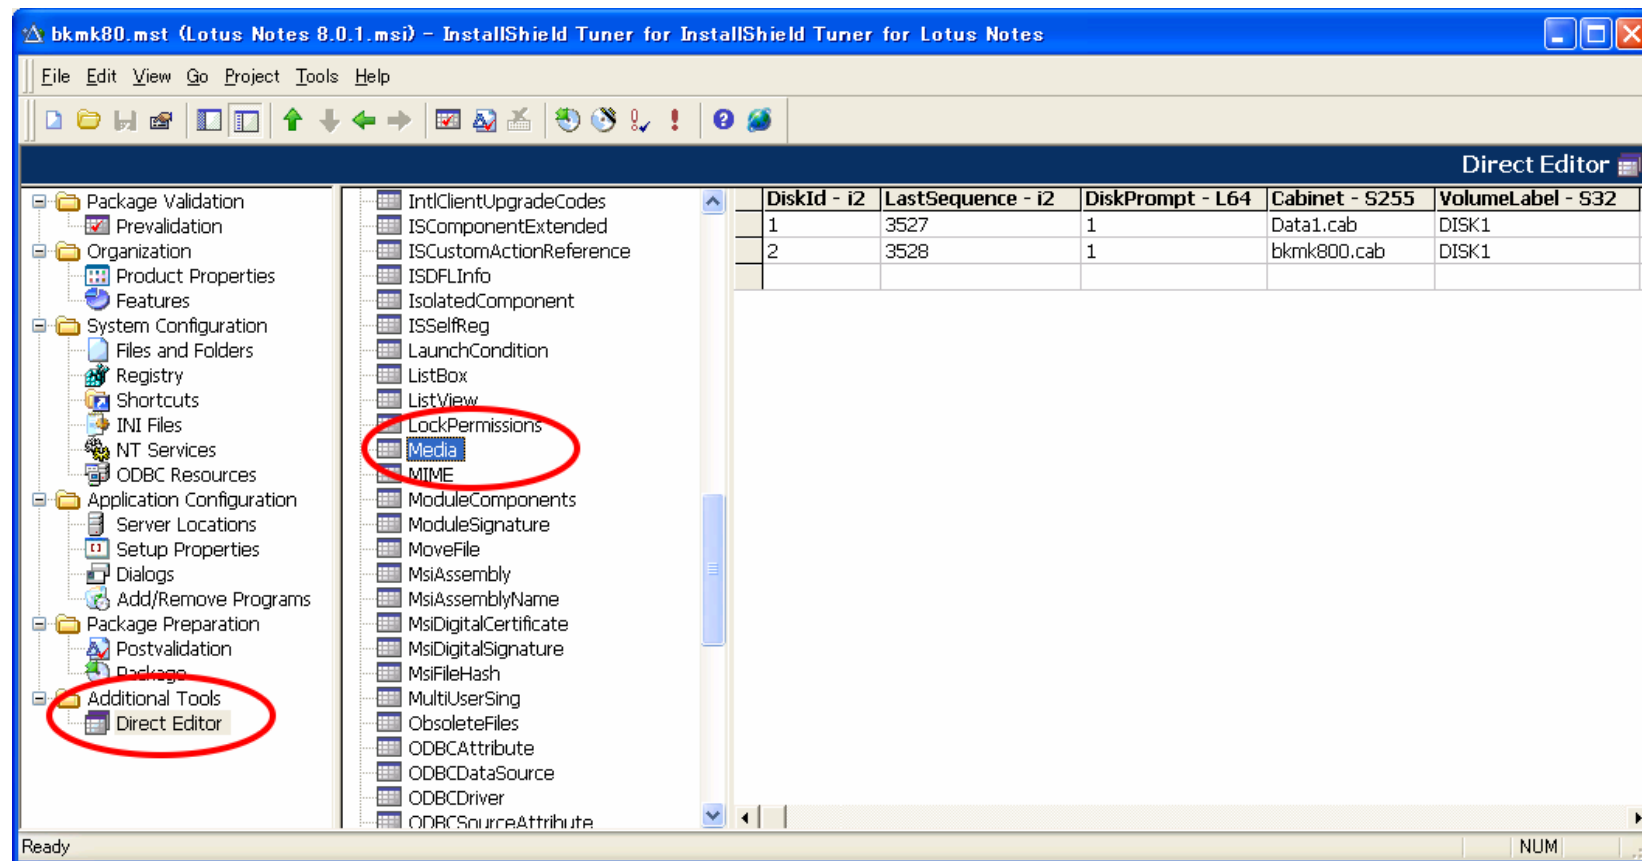 bkmk80.mst (Lotus Notes 8.0.1.msi) - InstallShield Tuner for InstallShield Tuner for Lotus Notes
File Edit View Go Project Tools Help
Direct Editor
Package Validation
Prevalidation
Organization
Product Properties
Features
System Configuration
Files and Folders
Registry
Shortcuts
INI Files
NT Services
ODBC Resources
Application Configuration
Server Locations
Setup Properties
Dialogs
Add/Remove Programs
Package Preparation
Postvalidation
Package
Additional Tools
Direct Editor
IntlClientUpgradeCodes
ISComponentExtended
ISCustomActionReference
ISDFLInfo
IsolatedComponent
ISSelfReg
LaunchCondition
ListBox
ListView
LockPermissions
Media
MIME
ModuleComponents
ModuleSignature
MoveFile
MsiAssembly
MsiAssemblyName
MsiDigitalCertificate
MsiDigitalSignature
MsiFileHash
MultiUserSing
ObsoleteFiles
ODBCAttribute
ODBCDataSource
ODBCDriver
ODBCSourceAttribute
DiskId - i2 LastSequence - i2 DiskPrompt - L64 Cabinet - S255 VolumeLabel - S32
1 3527 1 Data1.cab DISK1
2 3528 1 bkmk800.cab DISK1
Ready NUM